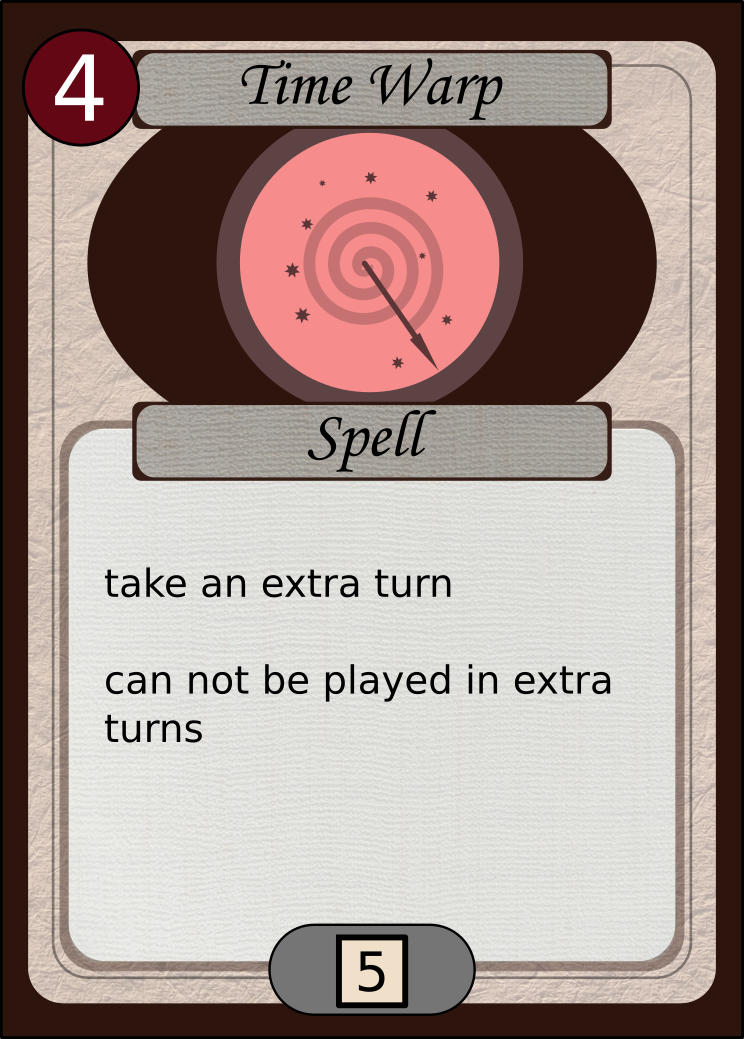 4
Time Warp
Spell
take an extra turn
can not be played in extra
turns
5